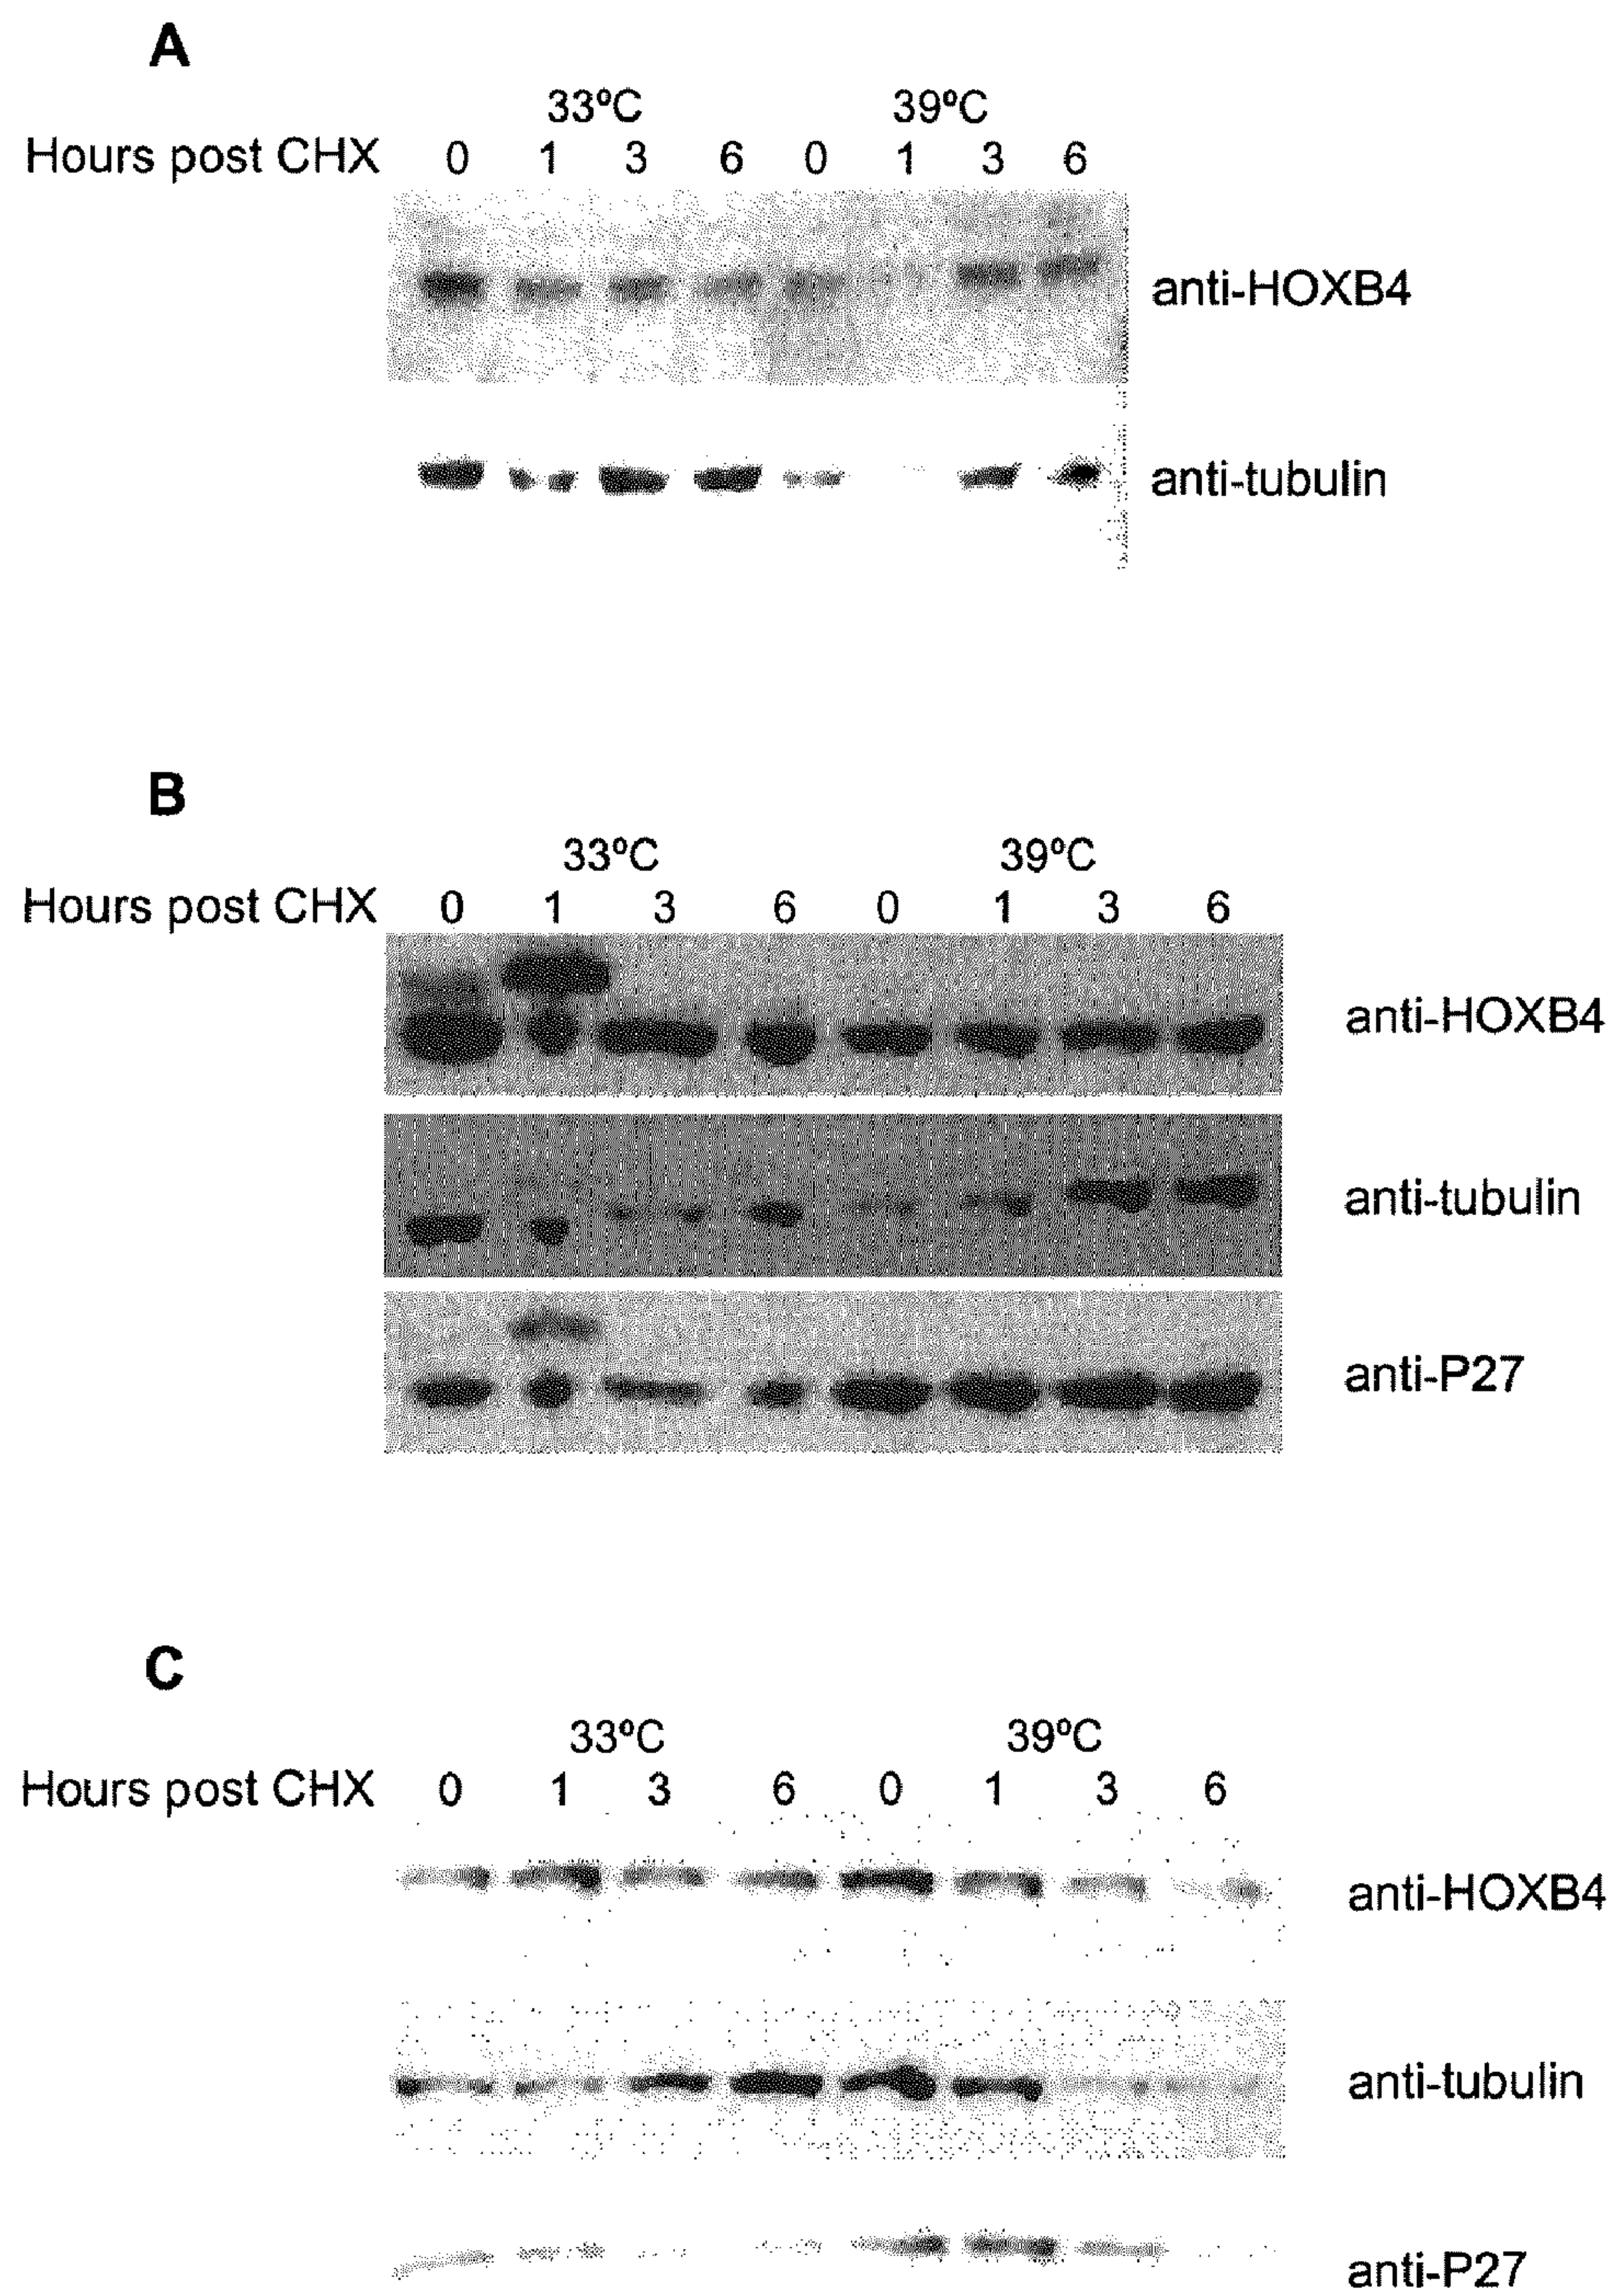 A
33ºC 39ºC
Hours post CHX 0 1 3 6 0 1 3 6
anti-HOXB4
anti-tubulin
B
33ºC 39ºC
Hours post CHX 0 1 3 6 0 1 3 6
anti-HOXB4
anti-tubulin
anti-P27
C
33ºC 39ºC
Hours post CHX 0 1 3 6 0 1 3 6
anti-HOXB4
anti-tubulin
anti-P27